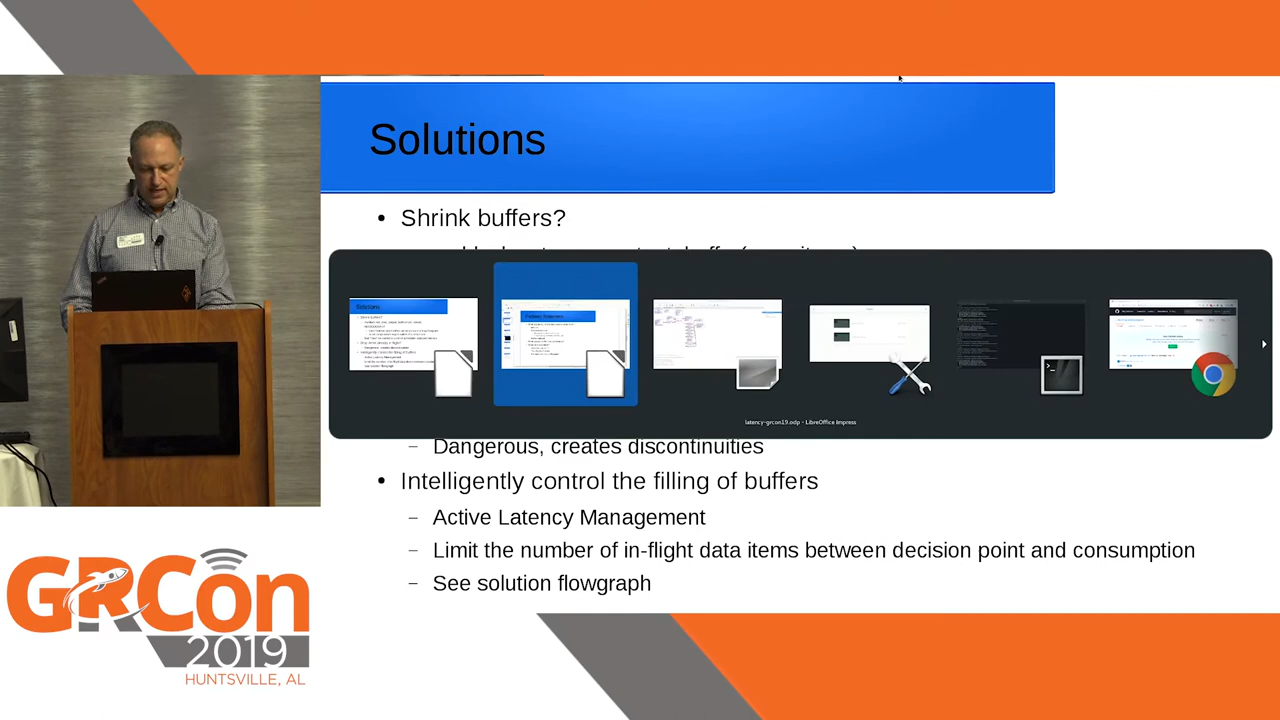 Solutions
• Shrink buffers?
latency-grcon19.odp - LibreOffice Impress
– Dangerous, creates discontinuities
• Intelligently control the filling of buffers
– Active Latency Management
– Limit the number of in-flight data items between decision point and consumption
– See solution flowgraph
GRCon
2019
HUNTSVILLE, AL